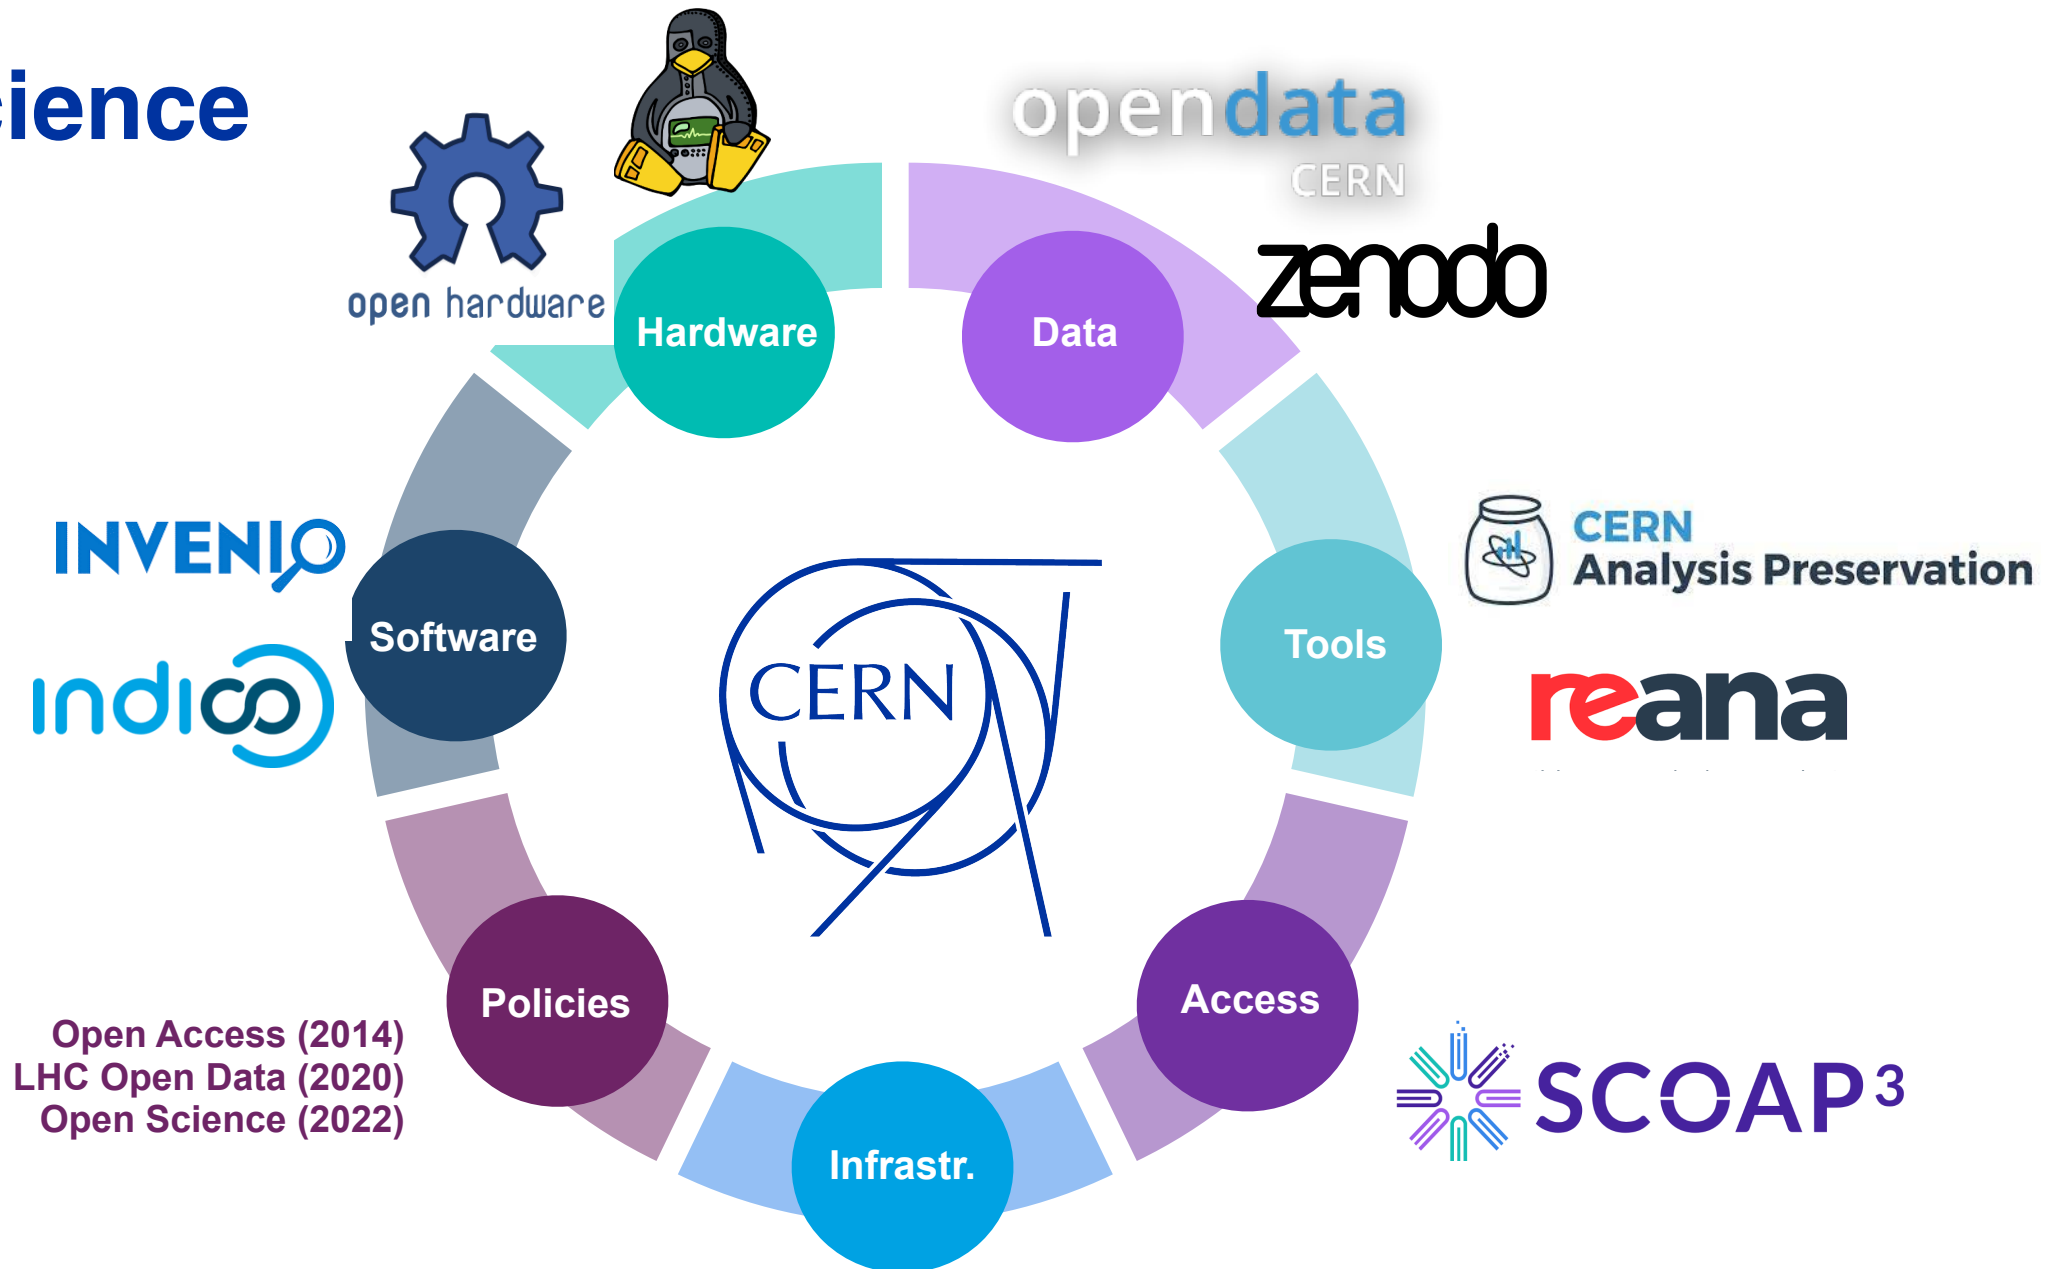 cience
open hardware
opendata
CERN
zenodo
Hardware
Data
INVENIO
CERN
Analysis Preservation
Software
Tools
indico
CERN
reana
Policies
Access
Open Access (2014)
LHC Open Data (2020)
Open Science (2022)
SCOAP³
Infrastr.